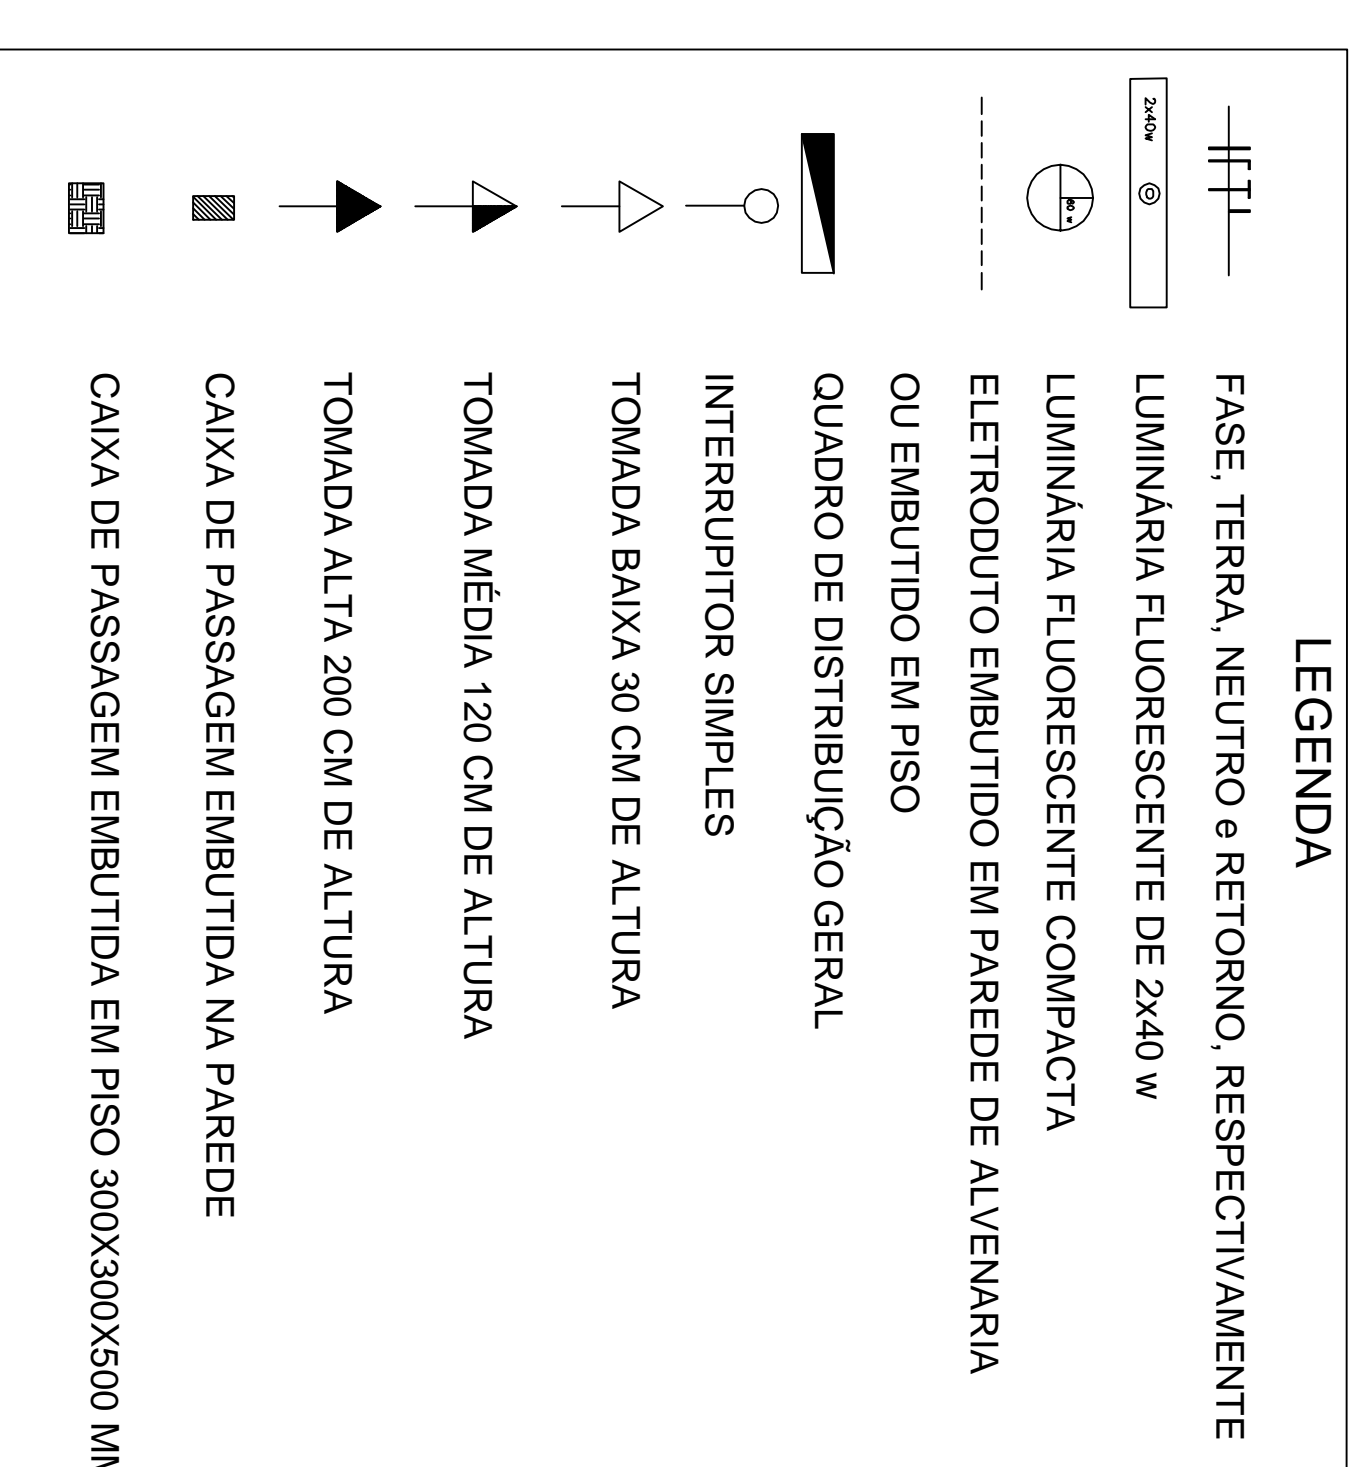 LEGENDA
FASE, TERRA, NEUTRO e RETORNO, RESPECTIVAMENTE
2x40w
LUMINÁRIA FLUORESCENTE DE 2x40 w
60 w
LUMINÁRIA FLUORESCENTE COMPACTA
ELETRODUTO EMBUTIDO EM PAREDE DE ALVENARIA
OU EMBUTIDO EM PISO
QUADRO DE DISTRIBUIÇÃO GERAL
INTERRUPITOR SIMPLES
TOMADA BAIXA 30 CM DE ALTURA
TOMADA MÉDIA 120 CM DE ALTURA
TOMADA ALTA 200 CM DE ALTURA
CAIXA DE PASSAGEM EMBUTIDA NA PAREDE
CAIXA DE PASSAGEM EMBUTIDA EM PISO 300X300X500 MM